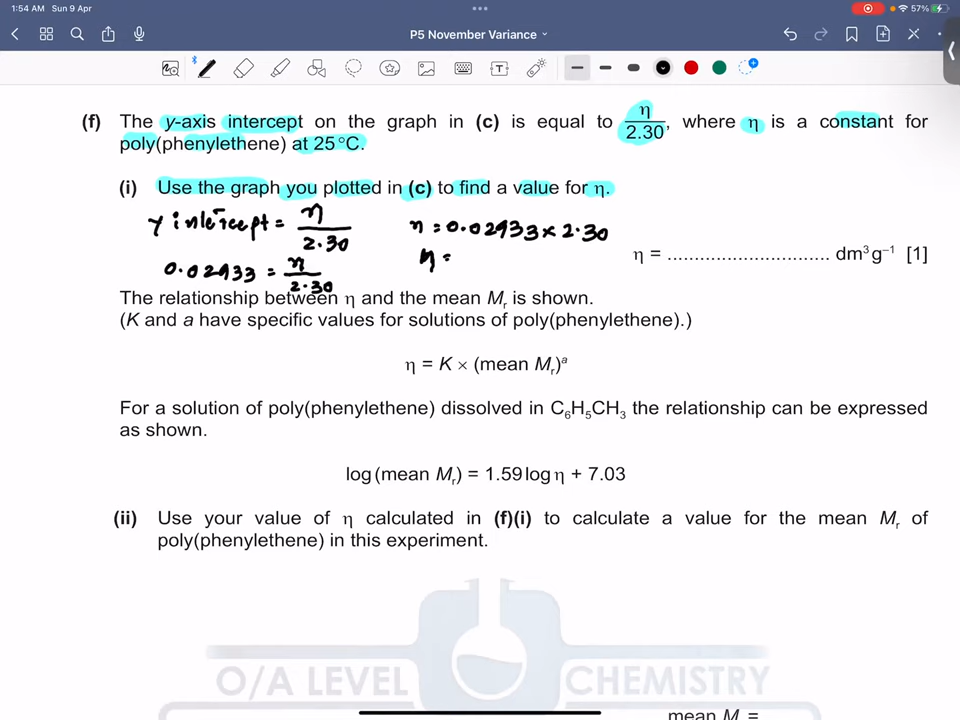 1:54 AM Sun 9 Apr
57%
P5 November Variance
(f) The y-axis intercept on the graph in (c) is equal to η/2.30, where η is a constant for
poly(phenylethene) at 25 °C.
(i) Use the graph you plotted in (c) to find a value for η.
Y intercept = η/2.30
η = 0.02933 × 2.30
0.02933 = η/2.30
η =
η = .............................. dm³ g⁻¹ [1]
The relationship between η and the mean Mᵣ is shown.
(K and a have specific values for solutions of poly(phenylethene).)
η = K × (mean Mᵣ)ᵃ
For a solution of poly(phenylethene) dissolved in C₆H₅CH₃ the relationship can be expressed
as shown.
log (mean Mᵣ) = 1.59 log η + 7.03
(ii) Use your value of η calculated in (f)(i) to calculate a value for the mean Mᵣ of
poly(phenylethene) in this experiment.
O/A LEVEL CHEMISTRY
mean M =